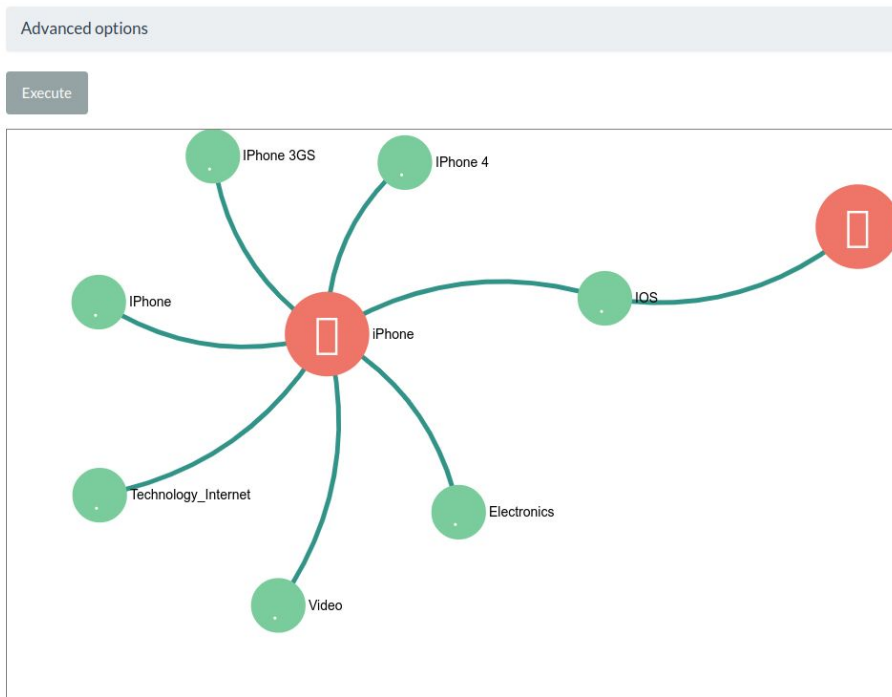 Advanced options
Execute
IPhone 3GS
IPhone 4
IPhone
IOS
iPhone
Technology_Internet
Electronics
Video